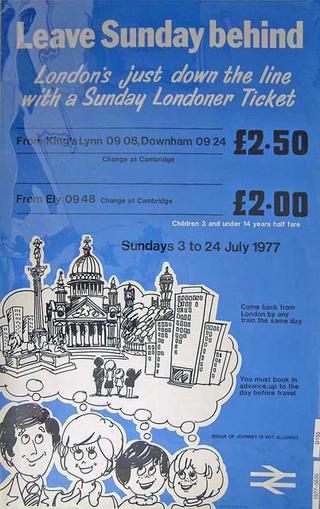 Leave Sunday behind
London's just down the line
with a Sunday Londoner Ticket
From King's Lynn 09 08, Downham 09 24 £2·50
Change at Cambridge
From Ely 09 48 Change at Cambridge £2·00
Children 3 and under 14 years half fare
Sundays 3 to 24 July 1977
Come back from
London by any
train the same day
You must book in
advance, up to the
day before travel
BREAK OF JOURNEY IS NOT ALLOWED